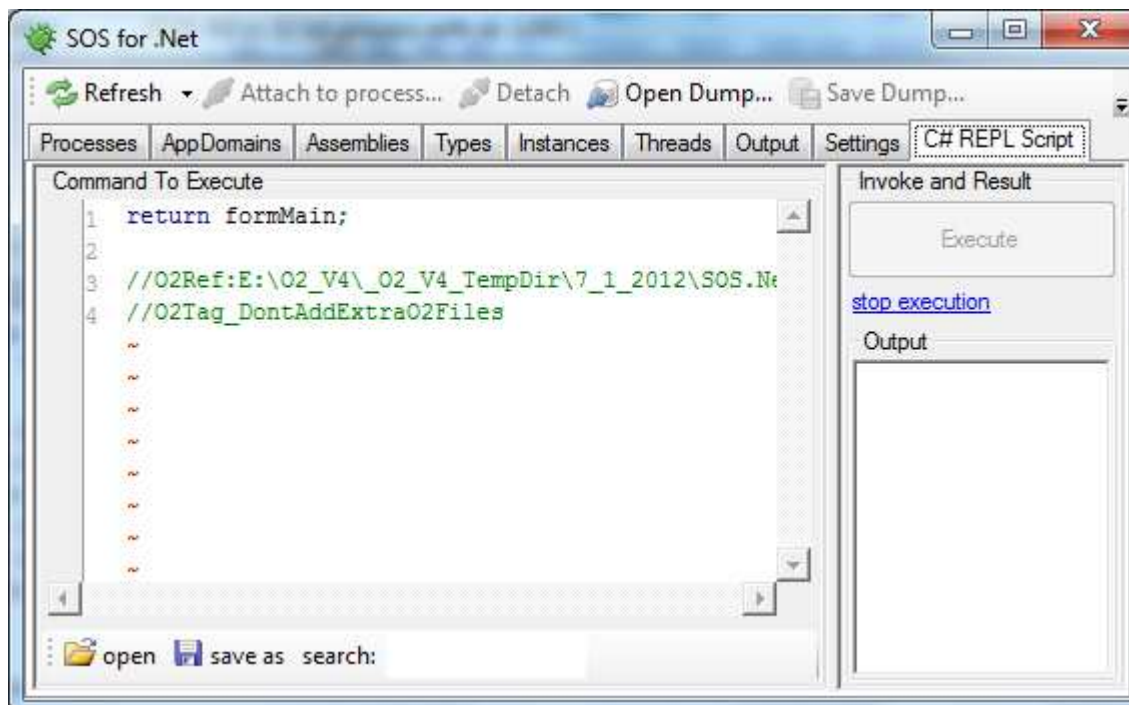 SOS for .Net
Refresh Attach to process... Detach Open Dump... Save Dump...
Processes AppDomains Assemblies Types Instances Threads Output Settings C# REPL Script
Command To Execute
1 return formMain;
2
3 //O2Ref:E:\O2_V4\_O2_V4_TempDir\7_1_2012\SOS.Ne
4 //O2Tag_DontAddExtraO2Files
~
~
~
~
~
~
~
~
open save as search:
Invoke and Result
Execute
stop execution
Output